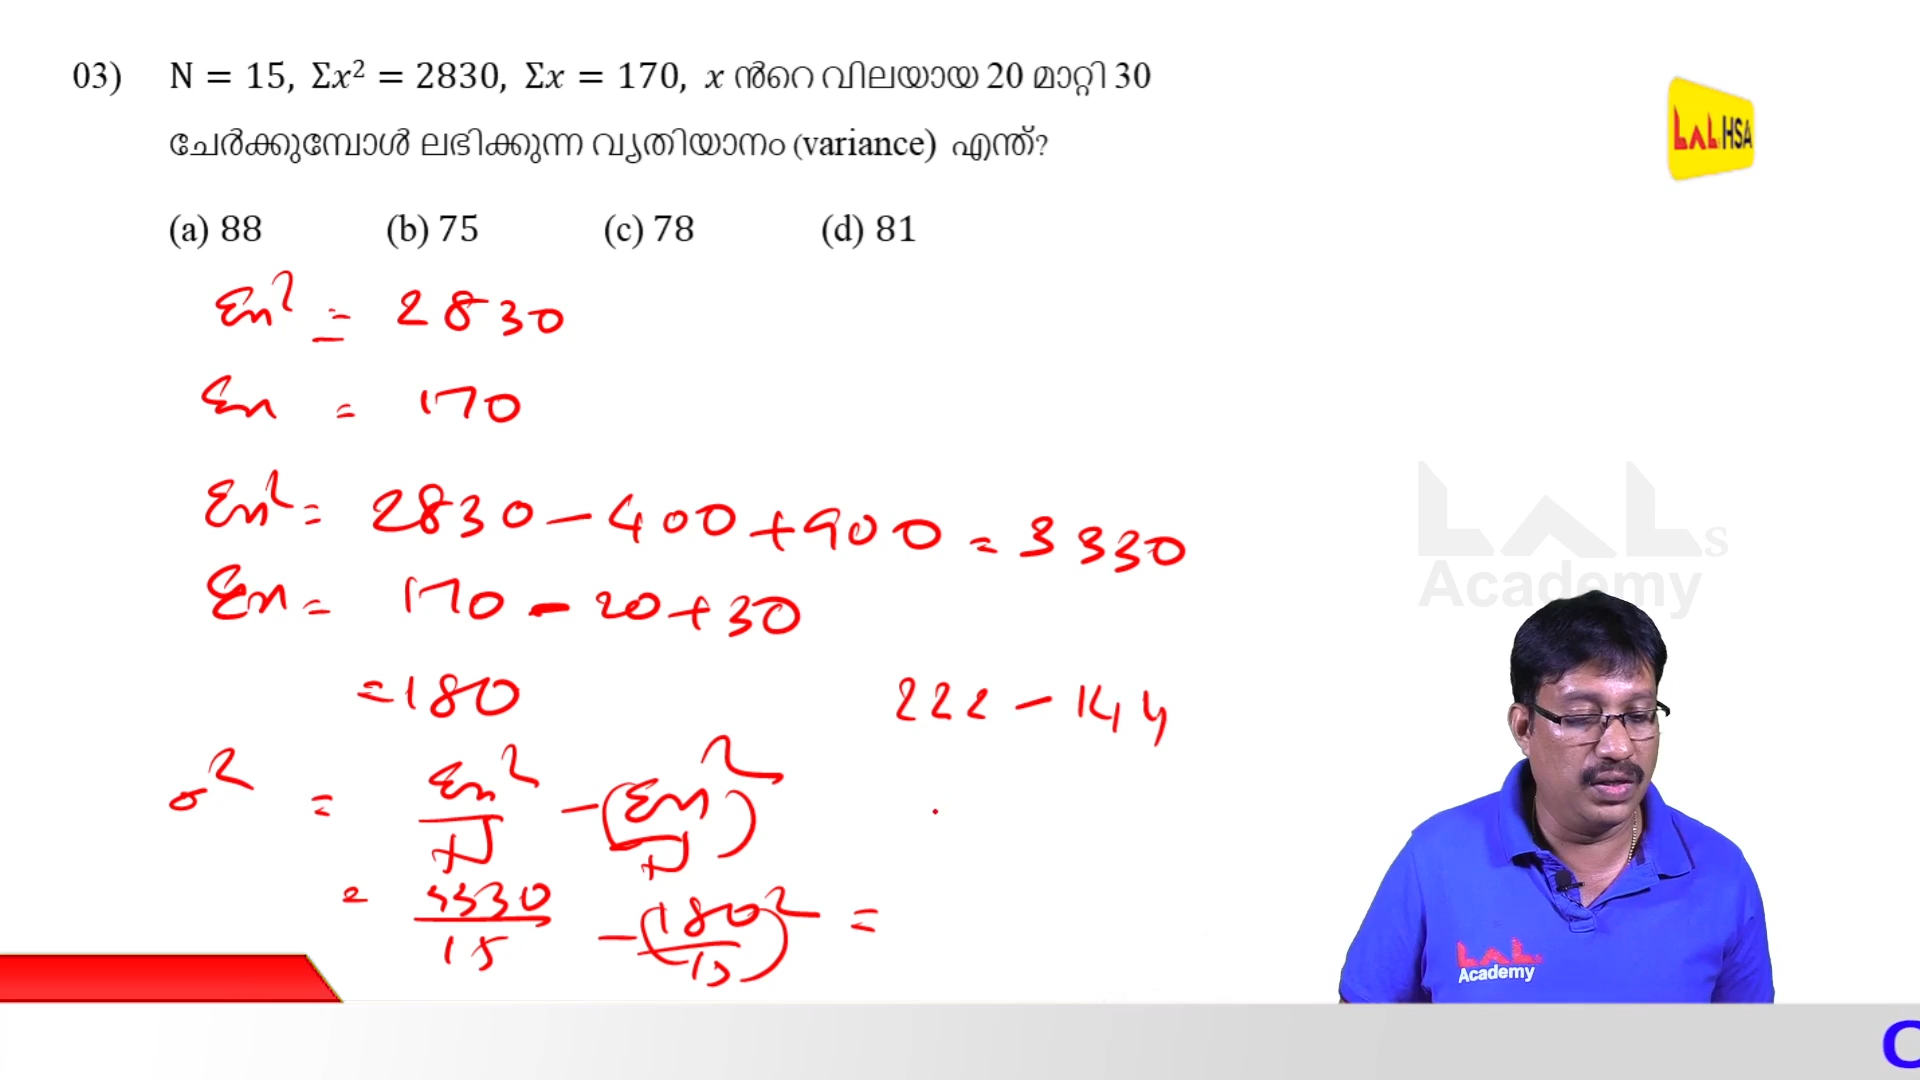 03) N = 15, Σx² = 2830, Σx = 170, x ൻറെ വിലയായ 20 മാറ്റി 30
ചേർക്കുമ്പോൾ ലഭിക്കുന്ന വ്യതിയാനം (variance) എന്ത്?
(a) 88 (b) 75 (c) 78 (d) 81
LAL HSA
Σx² = 2830
Σx = 170
Σx² = 2830 - 400 + 900 = 3330
Σx = 170 - 20 + 30
= 180
222 - 144
σ² = Σx²/N - (Σx/N)²
= 3330/15 - (180/15)² =
LALs
Academy
LAL
Academy
C